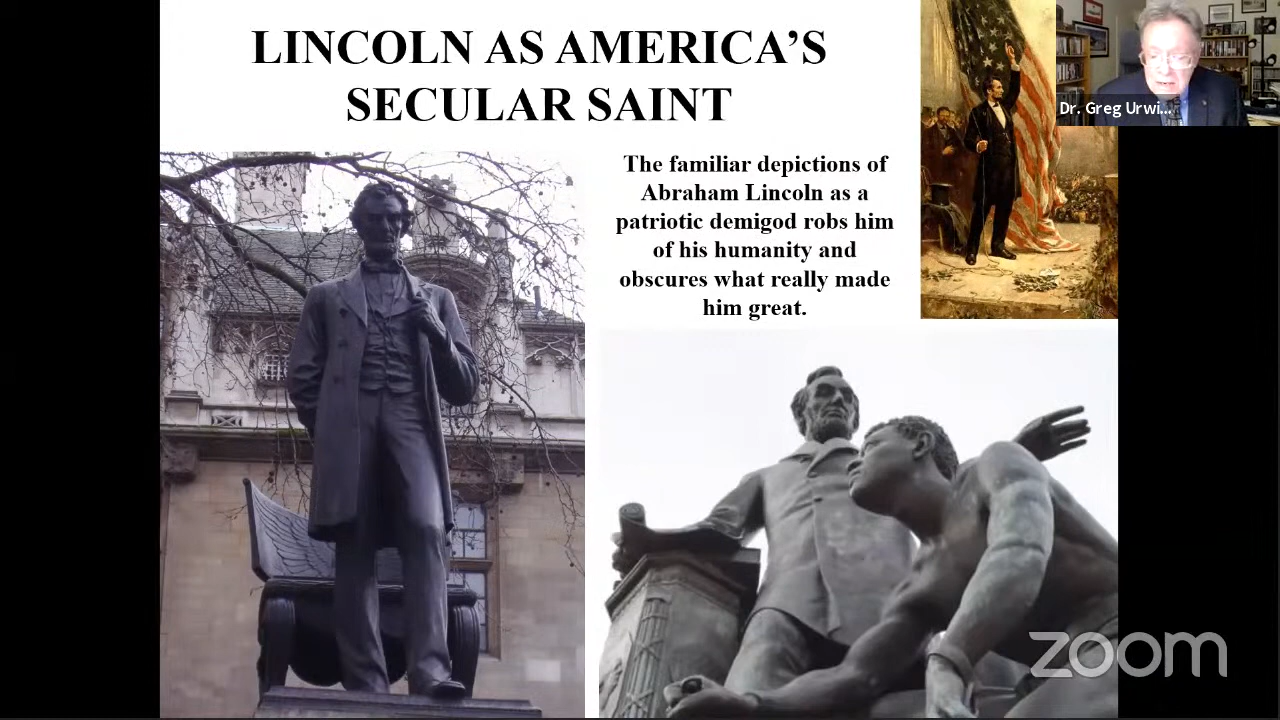 LINCOLN AS AMERICA’S
SECULAR SAINT
Dr. Greg Urwi...
The familiar depictions of
Abraham Lincoln as a
patriotic demigod robs him
of his humanity and
obscures what really made
him great.
zoom